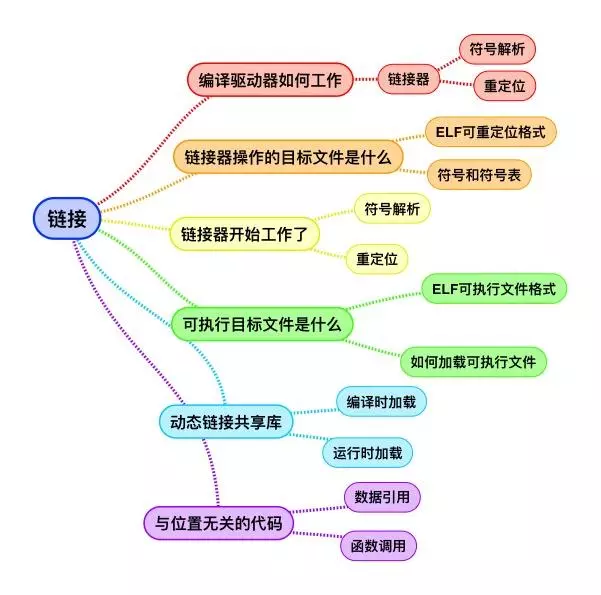 链接
编译驱动器如何工作
链接器
符号解析
重定位
链接器操作的目标文件是什么
ELF可重定位格式
符号和符号表
链接器开始工作了
符号解析
重定位
可执行目标文件是什么
ELF可执行文件格式
如何加载可执行文件
动态链接共享库
编译时加载
运行时加载
与位置无关的代码
数据引用
函数调用